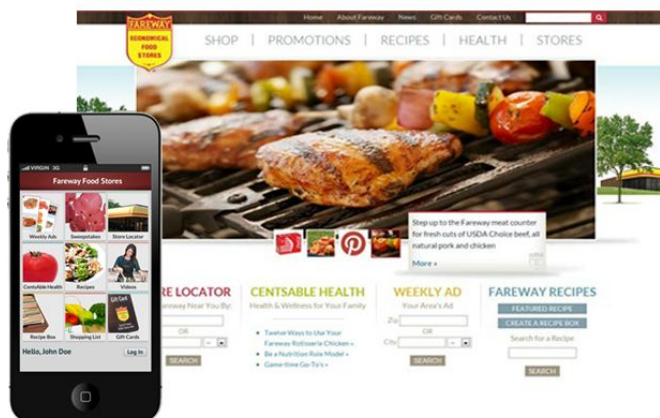 Home
About Fareway
News
Gift Cards
Contact Us
FAREWAY
ECONOMICAL
FOOD
STORES
SHOP | PROMOTIONS | RECIPES | HEALTH | STORES
Step up to the Fareway meat counter
for fresh cuts of USDA Choice beef, all
natural pork and chicken
More »
VIRGIN 3G
Fareway Food Stores
Weekly Ads
Sweepstakes
Store Locator
CentsAble Health
Recipes
Videos
Recipe Box
Shopping List
Gift Card
Gift Cards
Hello, John Doe
Log In
RE LOCATOR
areway Near You By:
OR
SEARCH
CENTSABLE HEALTH
Health & Wellness for Your Family
Twelve Ways to Use Your
Fareway Rotisserie Chicken »
Be a Nutrition Role Model »
Game-time Go-To's »
WEEKLY AD
Your Area's Ad
Zip
OR
City
SEARCH
FAREWAY RECIPES
FEATURED RECIPE
CREATE A RECIPE BOX
Search for a Recipe
SEARCH